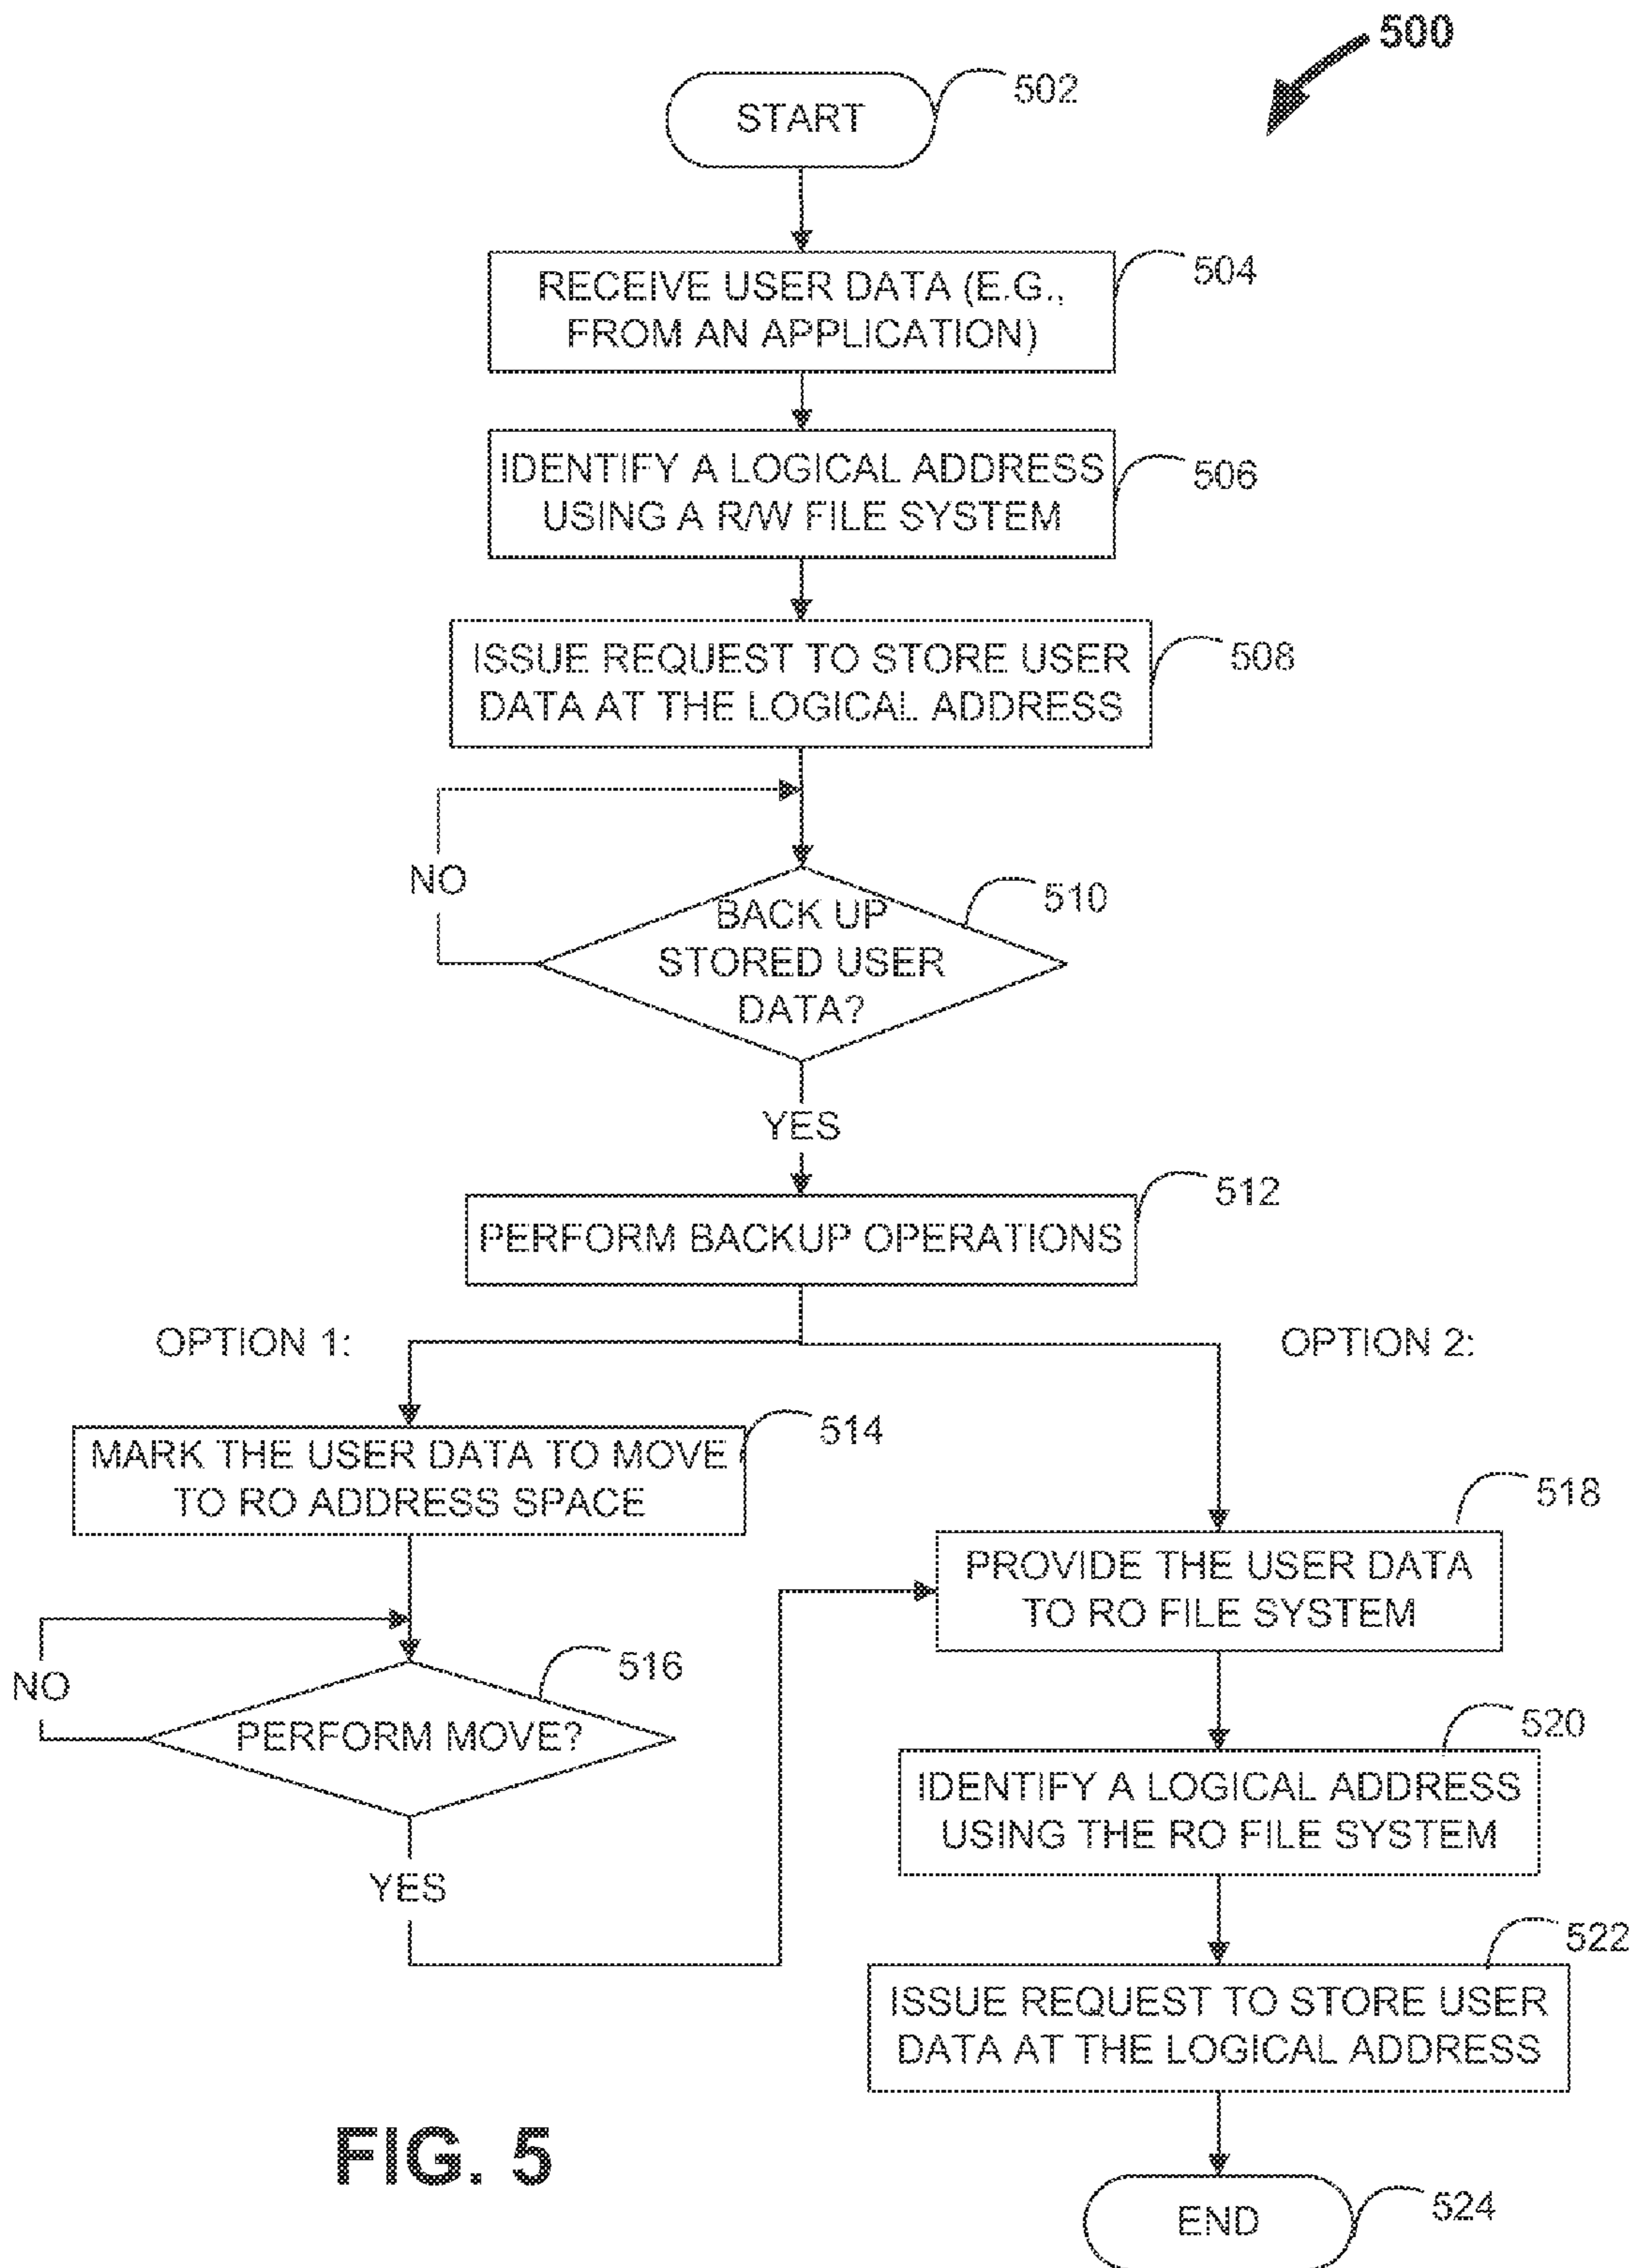 500
START
502
RECEIVE USER DATA (E.G.,
FROM AN APPLICATION)
504
IDENTIFY A LOGICAL ADDRESS
USING A R/W FILE SYSTEM
506
ISSUE REQUEST TO STORE USER
DATA AT THE LOGICAL ADDRESS
508
NO
BACK UP
STORED USER
DATA?
510
YES
PERFORM BACKUP OPERATIONS
512
OPTION 1:
OPTION 2:
MARK THE USER DATA TO MOVE
TO RO ADDRESS SPACE
514
NO
PERFORM MOVE?
516
YES
PROVIDE THE USER DATA
TO RO FILE SYSTEM
518
IDENTIFY A LOGICAL ADDRESS
USING THE RO FILE SYSTEM
520
ISSUE REQUEST TO STORE USER
DATA AT THE LOGICAL ADDRESS
522
END
524
FIG. 5